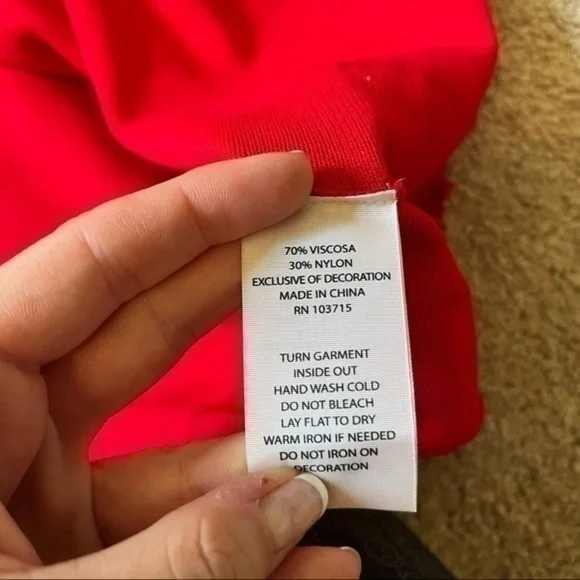 70% VISCOSA
30% NYLON
EXCLUSIVE OF DECORATION
MADE IN CHINA
RN 103715
TURN GARMENT
INSIDE OUT
HAND WASH COLD
DO NOT BLEACH
LAY FLAT TO DRY
WARM IRON IF NEEDED
DO NOT IRON ON
DECORATION